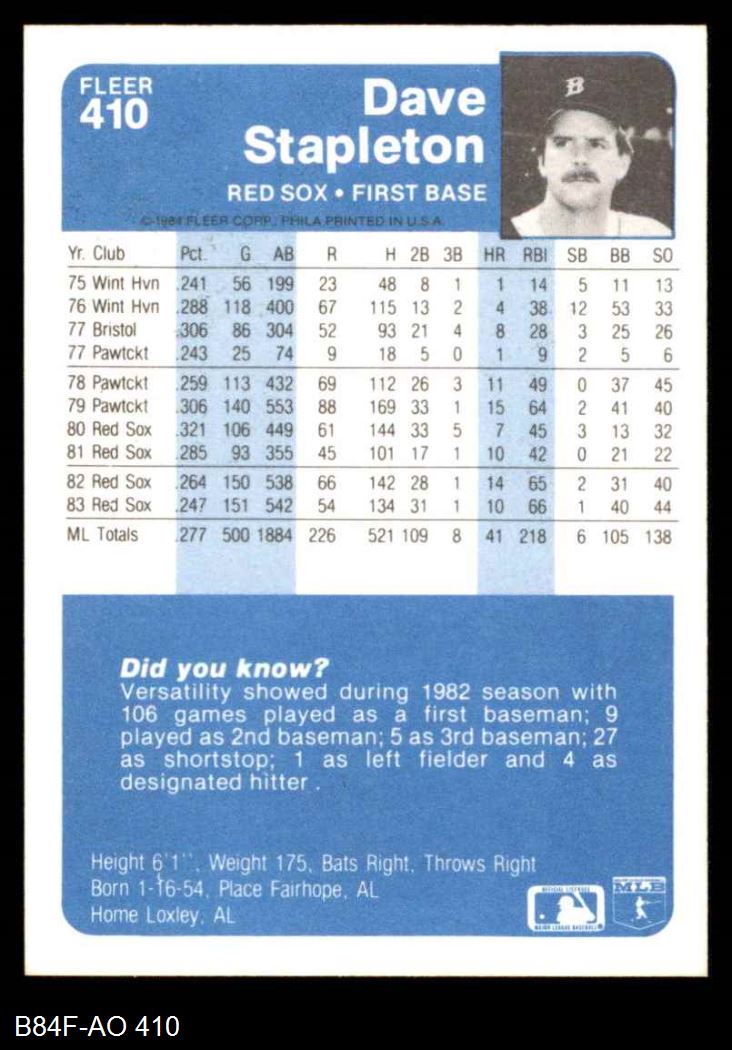 FLEER
410
Dave
Stapleton
RED SOX • FIRST BASE
©1984 FLEER CORP., PHILA PRINTED IN U.S.A.
Yr. Club Pct. G AB R H 2B 3B HR RBI SB BB SO
75 Wint Hvn .241 56 199 23 48 8 1 1 14 5 11 13
76 Wint Hvn .288 118 400 67 115 13 2 4 38 12 53 33
77 Bristol .306 86 304 52 93 21 4 8 28 3 25 26
77 Pawtckt .243 25 74 9 18 5 0 1 9 2 5 6
78 Pawtckt .259 113 432 69 112 26 3 11 49 0 37 45
79 Pawtckt .306 140 553 88 169 33 1 15 64 2 41 40
80 Red Sox .321 106 449 61 144 33 5 7 45 3 13 32
81 Red Sox .285 93 355 45 101 17 1 10 42 0 21 22
82 Red Sox .264 150 538 66 142 28 1 14 65 2 31 40
83 Red Sox .247 151 542 54 134 31 1 10 66 1 40 44
ML Totals .277 500 1884 226 521 109 8 41 218 6 105 138
Did you know?
Versatility showed during 1982 season with
106 games played as a first baseman; 9
played as 2nd baseman; 5 as 3rd baseman; 27
as shortstop; 1 as left fielder and 4 as
designated hitter .
Height 6'1'', Weight 175, Bats Right, Throws Right
Born 1-16-54, Place Fairhope, AL
Home Loxley, AL
MLB
MAJOR LEAGUE BASEBALL
B84F-AO 410